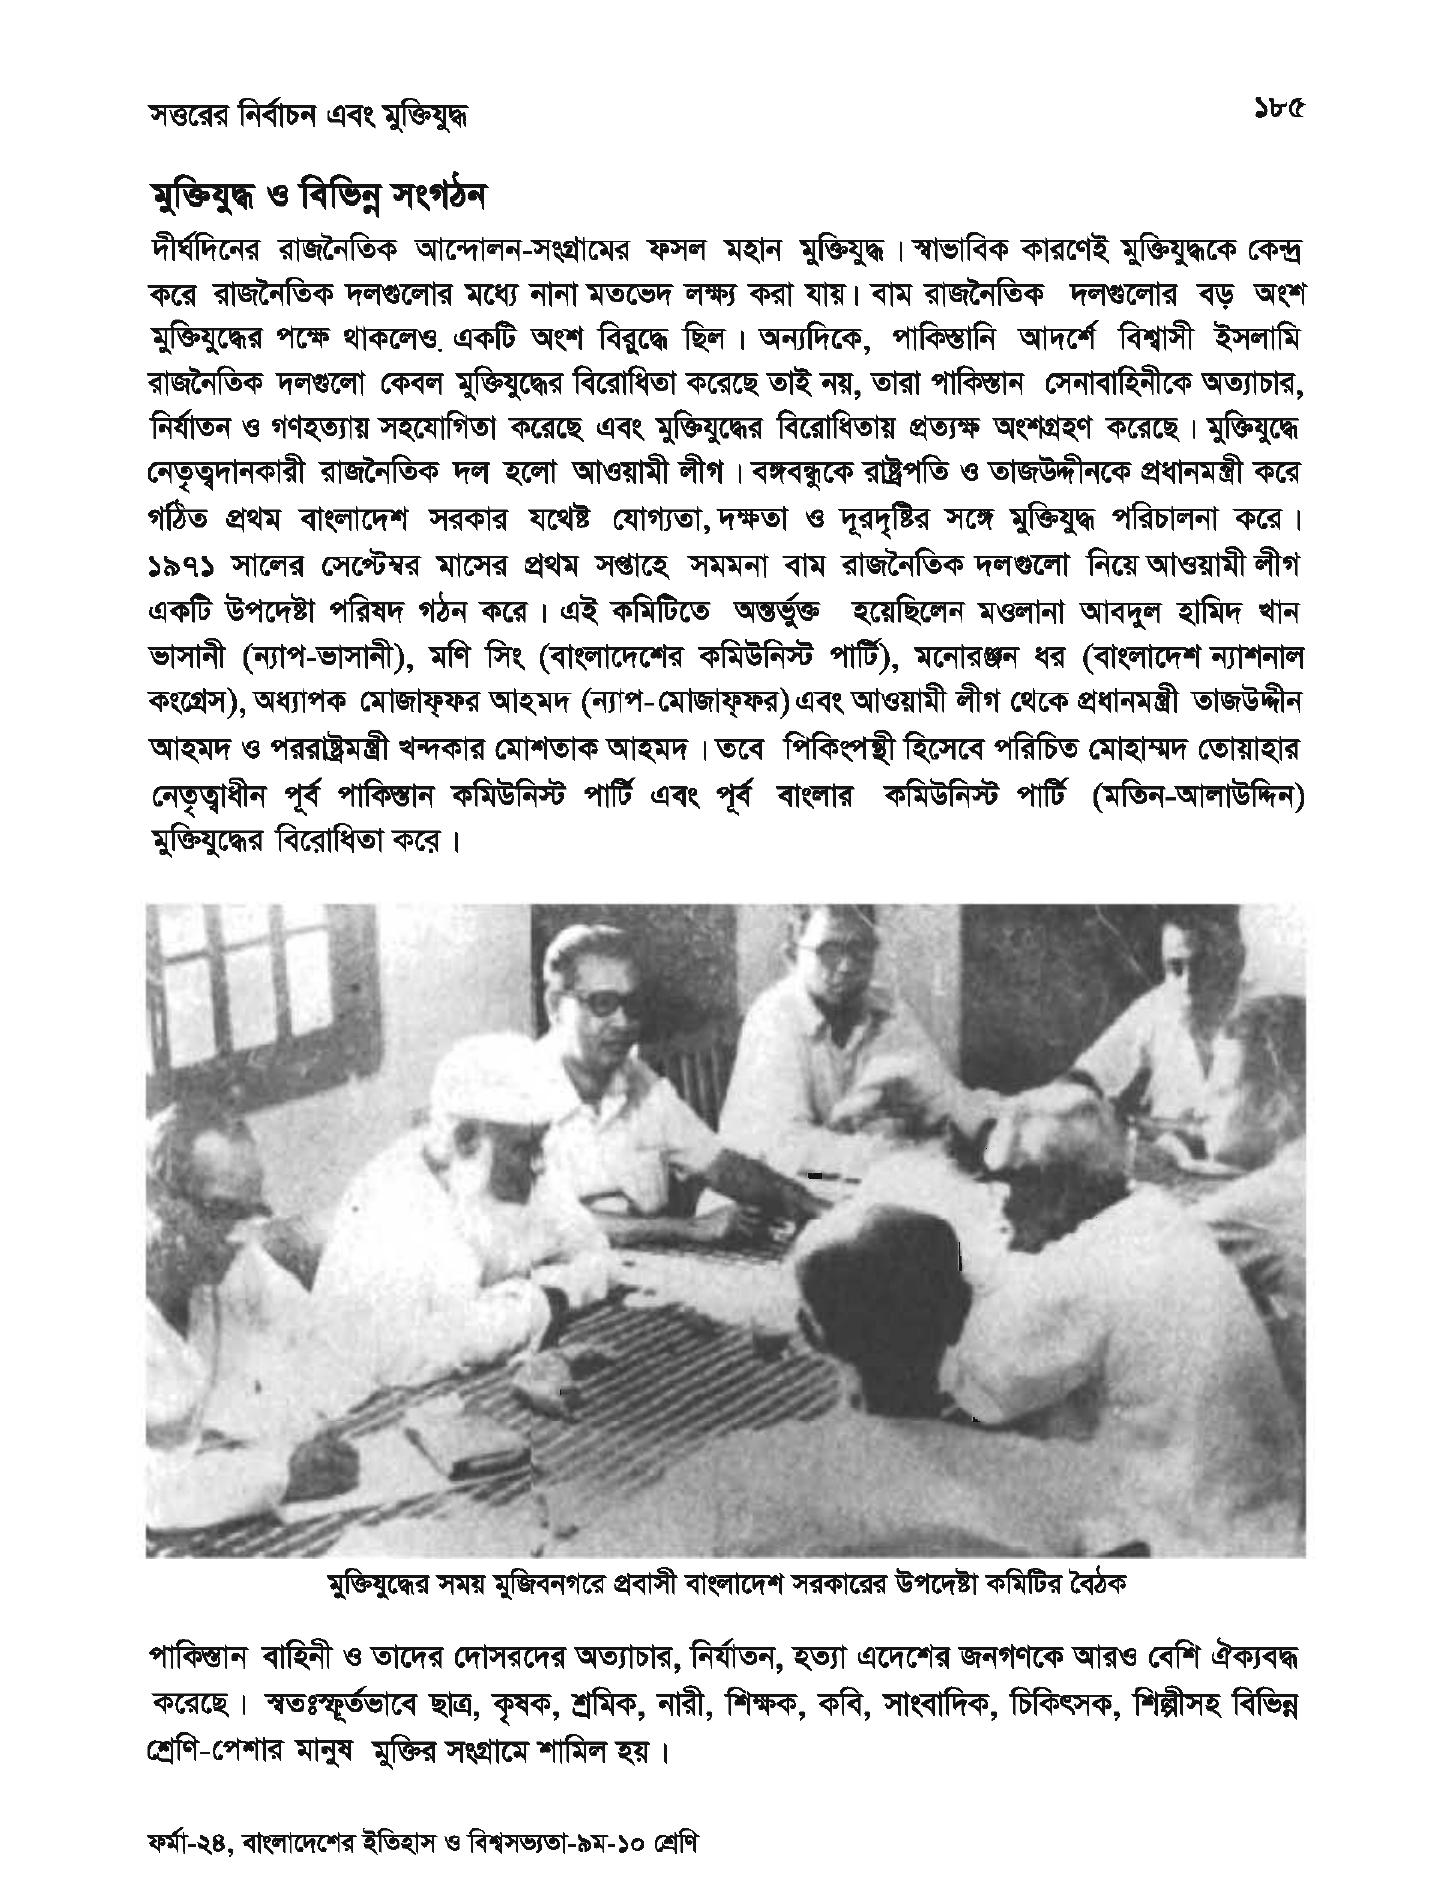 সত্তরের নির্বাচন এবং মুক্তিযুদ্ধ
১৮৫
মুক্তিযুদ্ধ ও বিভিন্ন সংগঠন
দীর্ঘদিনের রাজনৈতিক আন্দোলন-সংগ্রামের ফসল মহান মুক্তিযুদ্ধ। স্বাভাবিক কারণেই মুক্তিযুদ্ধকে কেন্দ্র
করে রাজনৈতিক দলগুলোর মধ্যে নানা মতভেদ লক্ষ্য করা যায়। বাম রাজনৈতিক দলগুলোর বড় অংশ
মুক্তিযুদ্ধের পক্ষে থাকলেও একটি অংশ বিরুদ্ধে ছিল। অন্যদিকে, পাকিস্তানি আদর্শে বিশ্বাসী ইসলামি
রাজনৈতিক দলগুলো কেবল মুক্তিযুদ্ধের বিরোধিতা করেছে তাই নয়, তারা পাকিস্তান সেনাবাহিনীকে অত্যাচার,
নির্যাতন ও গণহত্যায় সহযোগিতা করেছে এবং মুক্তিযুদ্ধের বিরোধিতায় প্রত্যক্ষ অংশগ্রহণ করেছে। মুক্তিযুদ্ধে
নেতৃত্বদানকারী রাজনৈতিক দল হলো আওয়ামী লীগ। বঙ্গবন্ধুকে রাষ্ট্রপতি ও তাজউদ্দীনকে প্রধানমন্ত্রী করে
গঠিত প্রথম বাংলাদেশ সরকার যথেষ্ট যোগ্যতা, দক্ষতা ও দূরদৃষ্টির সঙ্গে মুক্তিযুদ্ধ পরিচালনা করে।
১৯৭১ সালের সেপ্টেম্বর মাসের প্রথম সপ্তাহে সমমনা বাম রাজনৈতিক দলগুলো নিয়ে আওয়ামী লীগ
একটি উপদেষ্টা পরিষদ গঠন করে। এই কমিটিতে অন্তর্ভুক্ত হয়েছিলেন মওলানা আবদুল হামিদ খান
ভাসানী (ন্যাপ-ভাসানী), মণি সিং (বাংলাদেশের কমিউনিস্ট পার্টি), মনোরঞ্জন ধর (বাংলাদেশ ন্যাশনাল
কংগ্রেস), অধ্যাপক মোজাফ্ফর আহমদ (ন্যাপ-মোজাফ্ফর) এবং আওয়ামী লীগ থেকে প্রধানমন্ত্রী তাজউদ্দীন
আহমদ ও পররাষ্ট্রমন্ত্রী খন্দকার মোশতাক আহমদ। তবে পিকিংপন্থী হিসেবে পরিচিত মোহাম্মদ তোয়াহার
নেতৃত্বাধীন পূর্ব পাকিস্তান কমিউনিস্ট পার্টি এবং পূর্ব বাংলার কমিউনিস্ট পার্টি (মতিন-আলাউদ্দিন)
মুক্তিযুদ্ধের বিরোধিতা করে।
মুক্তিযুদ্ধের সময় মুজিবনগরে প্রবাসী বাংলাদেশ সরকারের উপদেষ্টা কমিটির বৈঠক
পাকিস্তান বাহিনী ও তাদের দোসরদের অত্যাচার, নির্যাতন, হত্যা এদেশের জনগণকে আরও বেশি ঐক্যবদ্ধ
করেছে। স্বতঃস্ফূর্তভাবে ছাত্র, কৃষক, শ্রমিক, নারী, শিক্ষক, কবি, সাংবাদিক, চিকিৎসক, শিল্পীসহ বিভিন্ন
শ্রেণি-পেশার মানুষ মুক্তির সংগ্রামে শামিল হয়।
ফর্মা-২৪, বাংলাদেশের ইতিহাস ও বিশ্বসভ্যতা-৯ম-১০ শ্রেণি